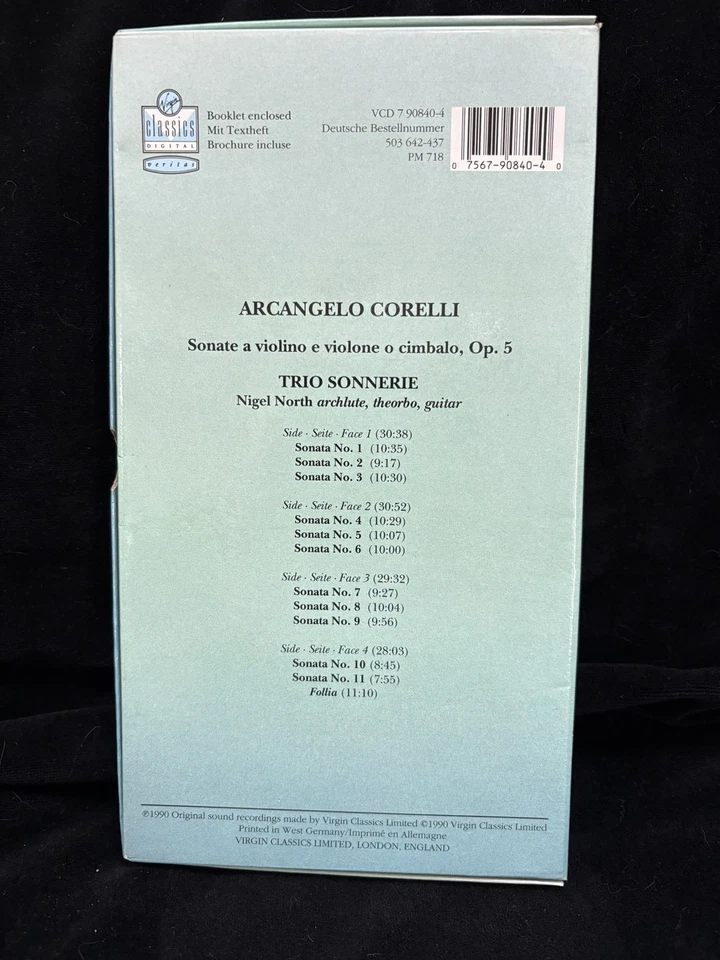 Virgin
classics
DIGITAL
veritas
Booklet enclosed
Mit Textheft
Brochure incluse
VCD 7 90840-4
Deutsche Bestellnummer
503 642-437
PM 718
0 7567-90840-4 0
ARCANGELO CORELLI
Sonate a violino e violone o cimbalo, Op. 5
TRIO SONNERIE
Nigel North archlute, theorbo, guitar
Side · Seite · Face 1 (30:38)
Sonata No. 1 (10:35)
Sonata No. 2 (9:17)
Sonata No. 3 (10:30)
Side · Seite · Face 2 (30:52)
Sonata No. 4 (10:29)
Sonata No. 5 (10:07)
Sonata No. 6 (10:00)
Side · Seite · Face 3 (29:32)
Sonata No. 7 (9:27)
Sonata No. 8 (10:04)
Sonata No. 9 (9:56)
Side · Seite · Face 4 (28:03)
Sonata No. 10 (8:45)
Sonata No. 11 (7:55)
Follia (11:10)
℗1990 Original sound recordings made by Virgin Classics Limited ©1990 Virgin Classics Limited
Printed in West Germany/Imprimé en Allemagne
VIRGIN CLASSICS LIMITED, LONDON, ENGLAND